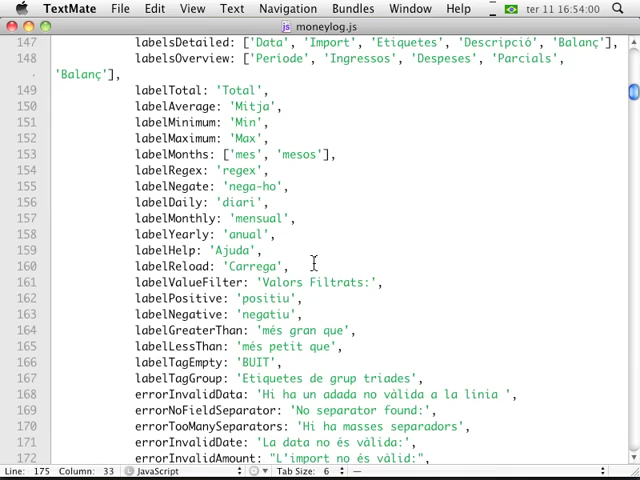 TextMate File Edit View Text Navigation Bundles Window Help ter 11 16:54:00
moneylog.js
147 labelsDetailed: ['Data', 'Import', 'Etiquetes', 'Descripció', 'Balanç'],
148 labelsOverview: ['Període', 'Ingressos', 'Despeses', 'Parcials',
· 'Balanç'],
149 labelTotal: 'Total',
150 labelAverage: 'Mitja',
151 labelMinimum: 'Min',
152 labelMaximum: 'Max',
153 labelMonths: ['mes', 'mesos'],
154 labelRegex: 'regex',
155 labelNegate: 'nega-ho',
156 labelDaily: 'diari',
157 labelMonthly: 'mensual',
158 labelYearly: 'anual',
159 labelHelp: 'Ajuda',
160 labelReload: 'Carrega',
161 labelValueFilter: 'Valors Filtrats:',
162 labelPositive: 'positiu',
163 labelNegative: 'negatiu',
164 labelGreaterThan: 'més gran que',
165 labelLessThan: 'més petit que',
166 labelTagEmpty: 'BUIT',
167 labelTagGroup: 'Etiquetes de grup triades',
168 errorInvalidData: 'Hi ha un adada no vàlida a la linia ',
169 errorNoFieldSeparator: 'No separator found:',
170 errorTooManySeparators: 'Hi ha masses separadors',
171 errorInvalidDate: 'La data no és vàlida:',
172 errorInvalidAmount: "L'import no és vàlid:",
Line: 175 Column: 33 JavaScript Tab Size: 6 —